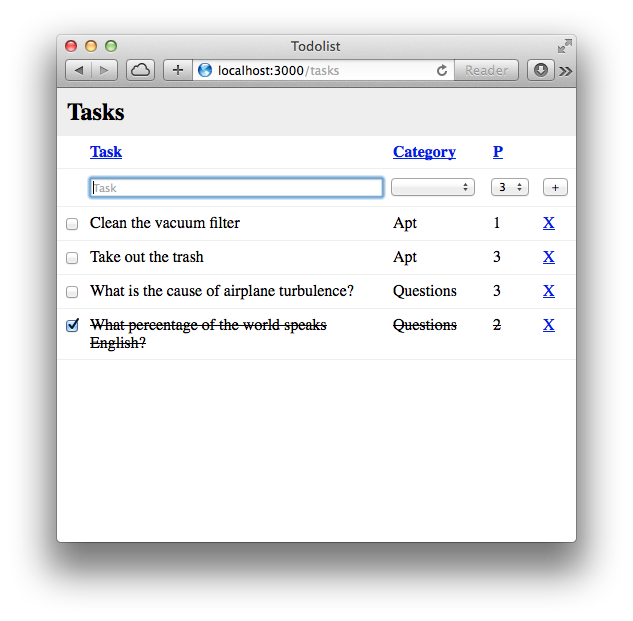 Todolist
localhost:3000/tasks
Reader
Tasks
Task Category P
Task 3 +
Clean the vacuum filter Apt 1 X
Take out the trash Apt 3 X
What is the cause of airplane turbulence? Questions 3 X
What percentage of the world speaks Questions 2 X
English?